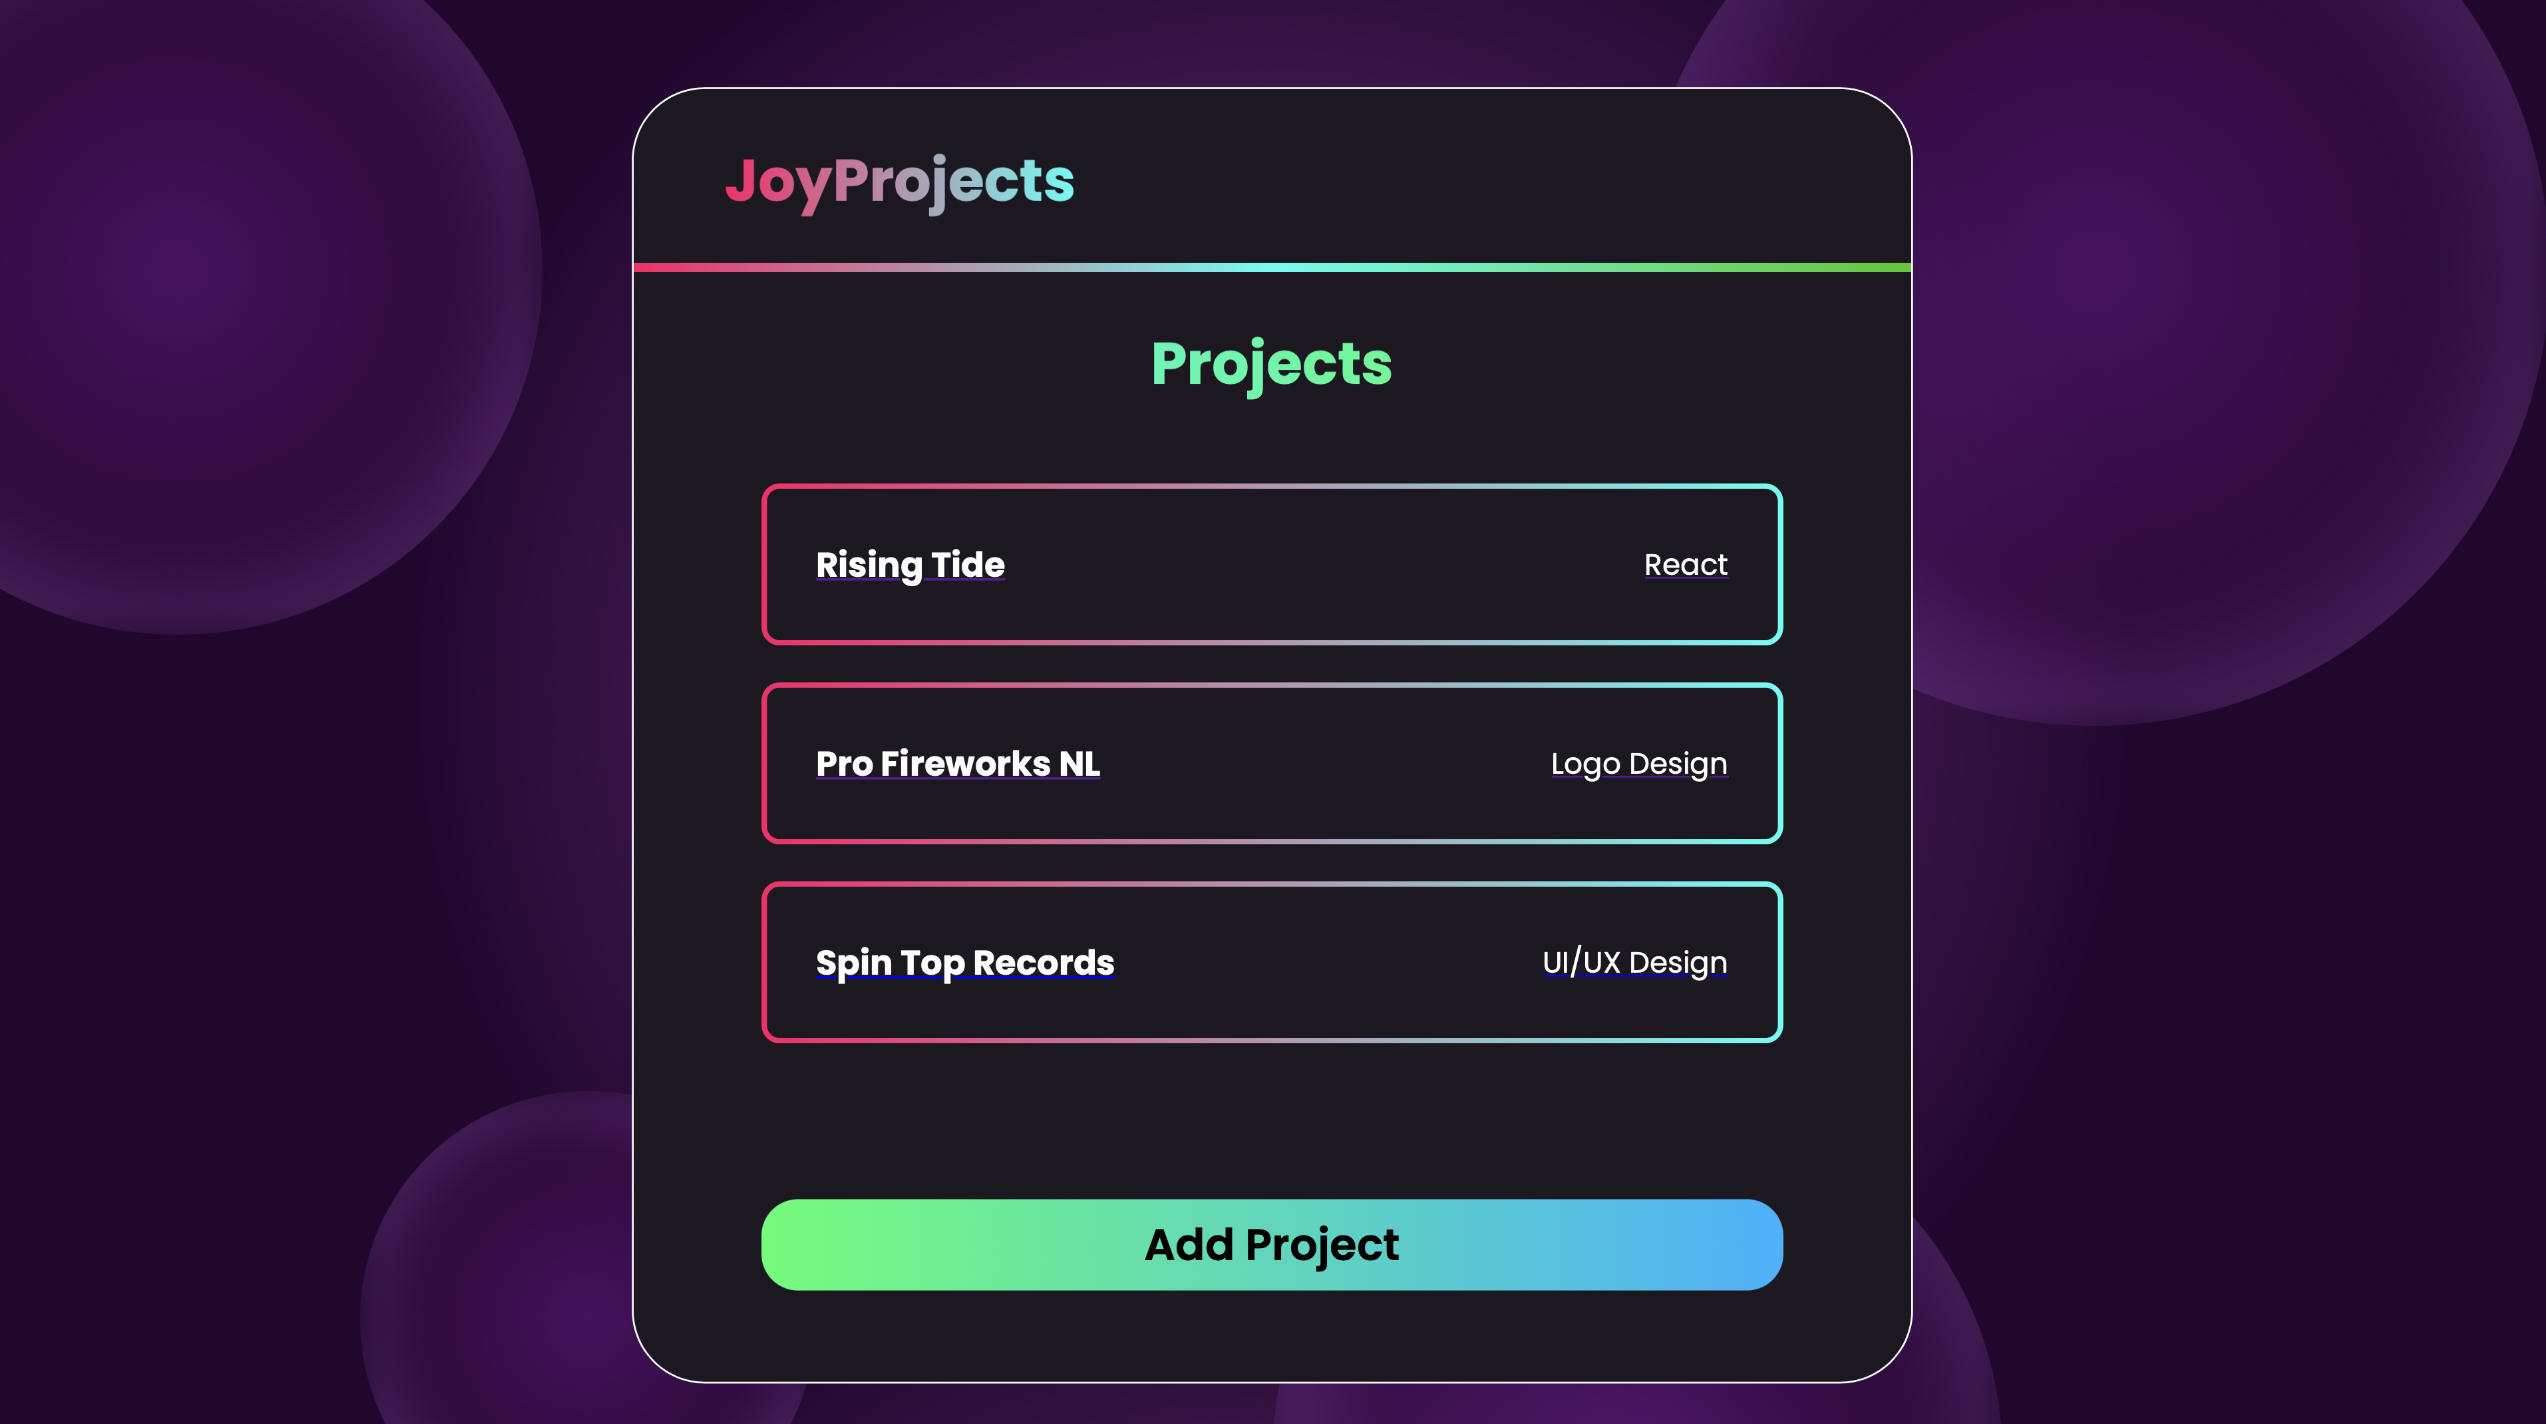 JoyProjects
Projects
Rising Tide React
Pro Fireworks NL Logo Design
Spin Top Records UI/UX Design
Add Project